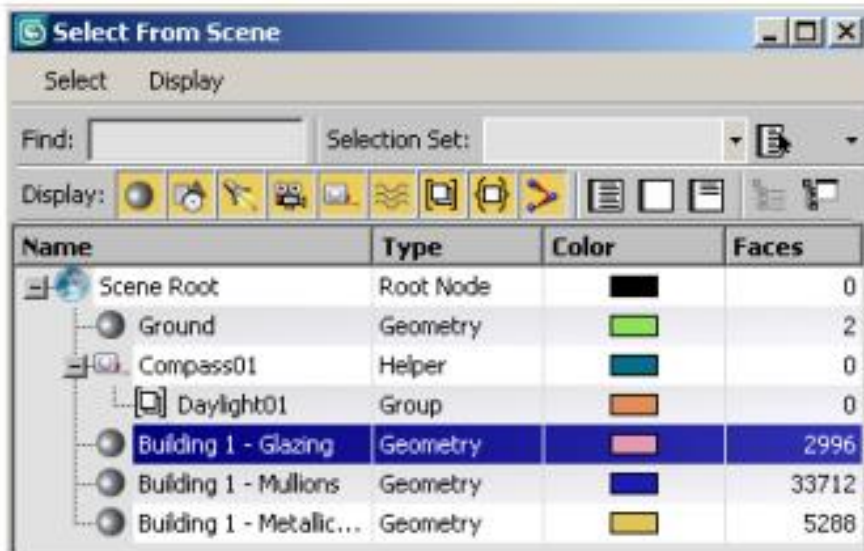 Select From Scene
Select Display
Find: Selection Set:
Display:
Name Type Color Faces
Scene Root Root Node 0
Ground Geometry 2
Compass01 Helper 0
Daylight01 Group 0
Building 1 - Glazing Geometry 2996
Building 1 - Mullions Geometry 33712
Building 1 - Metallic... Geometry 5288